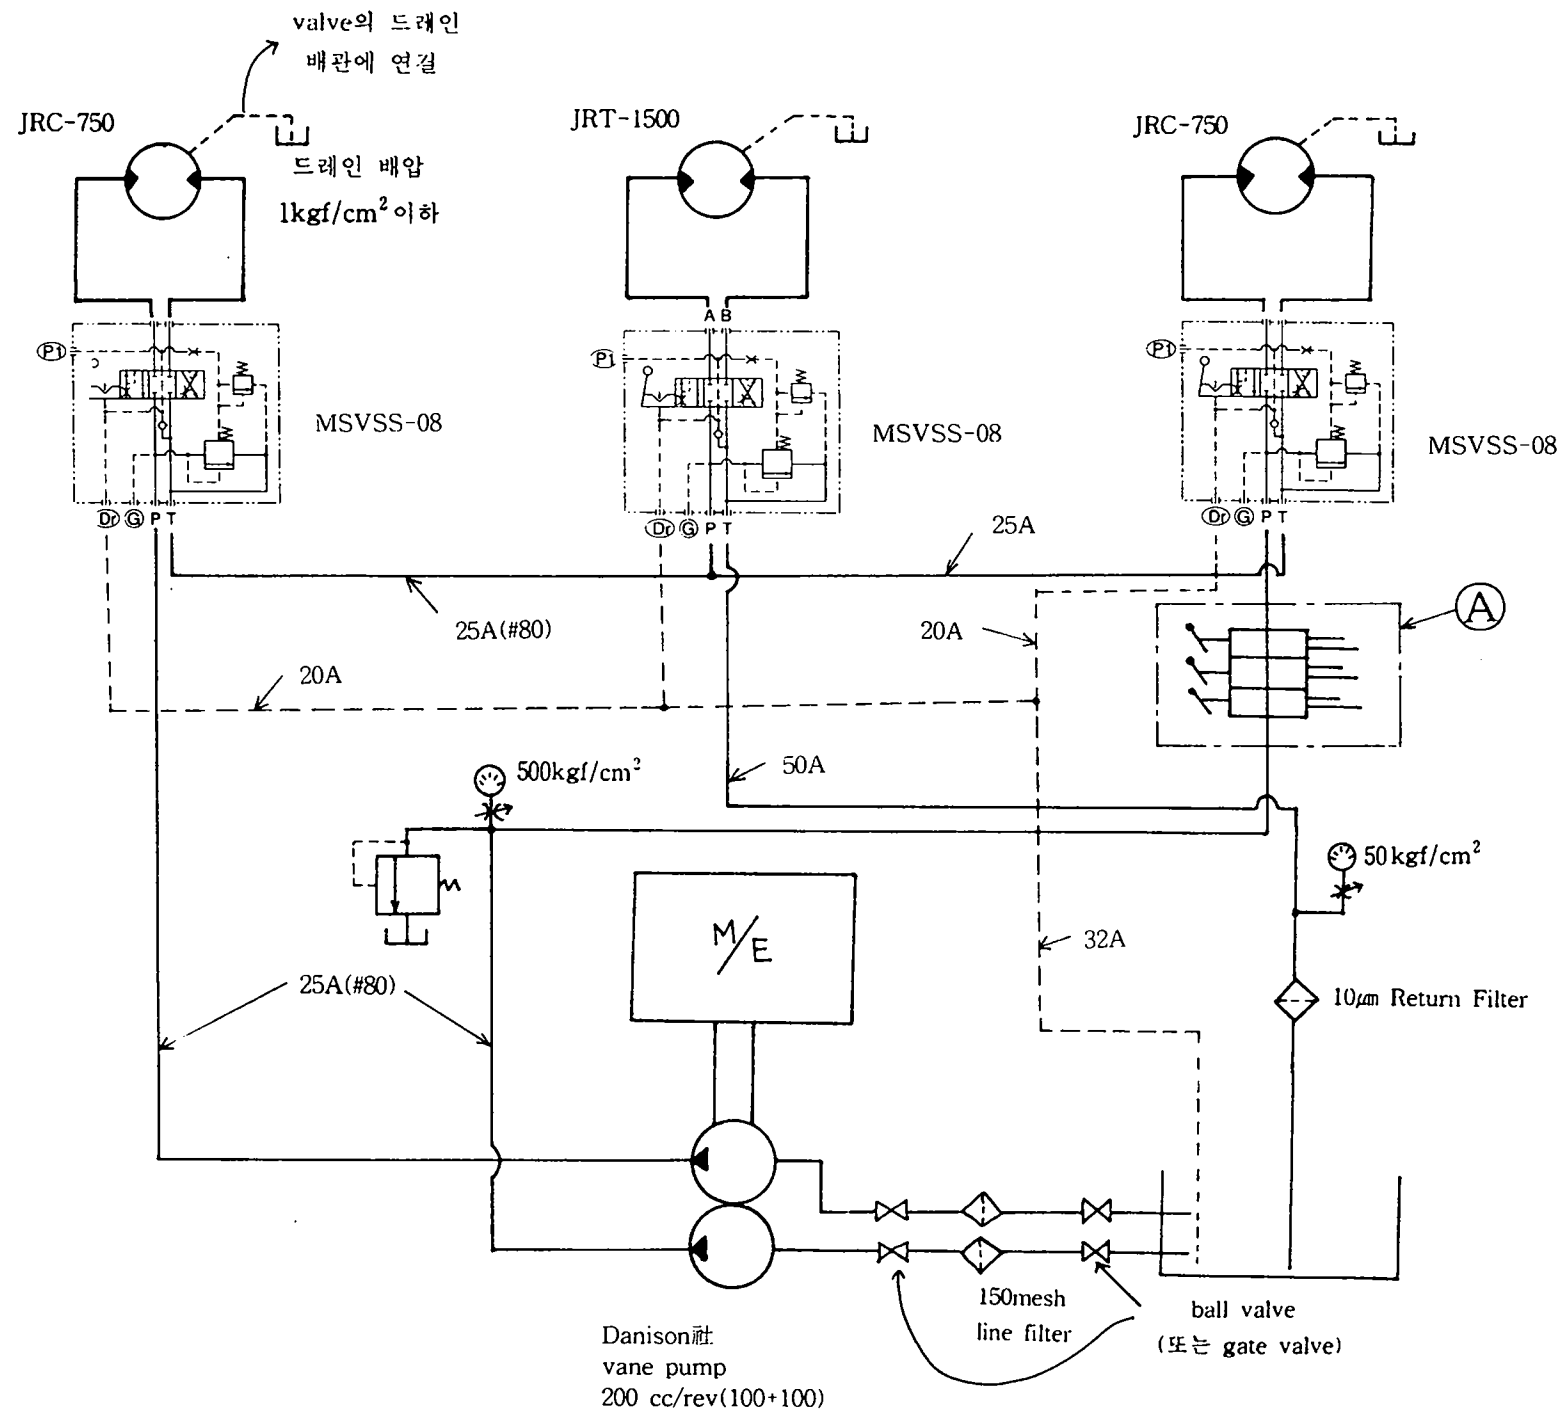 valve의 드레인
배관에 연결
JRC-750
JRT-1500
JRC-750
드레인 배압
1kgf/cm² 이하
A B
Pi
Pi
Pi
MSVSS-08
MSVSS-08
MSVSS-08
Dr G P T
Dr G P T
Dr G P T
25A
A
25A(#80)
20A
20A
50A
500kgf/cm²
50kgf/cm²
M/E
32A
25A(#80)
10㎛ Return Filter
150mesh
line filter
ball valve
(또는 gate valve)
Danison社
vane pump
200 cc/rev(100+100)